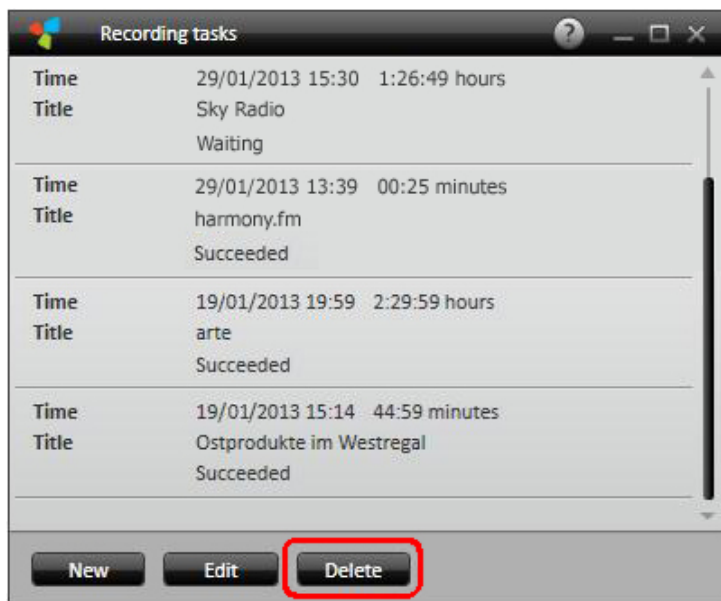 Recording tasks ?
Time 29/01/2013 15:30 1:26:49 hours
Title Sky Radio
Waiting
Time 29/01/2013 13:39 00:25 minutes
Title harmony.fm
Succeeded
Time 19/01/2013 19:59 2:29:59 hours
Title arte
Succeeded
Time 19/01/2013 15:14 44:59 minutes
Title Ostprodukte im Westregal
Succeeded
New Edit Delete